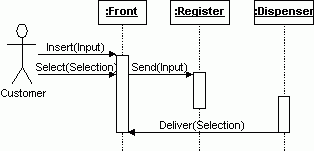 :Front :Register :Dispenser
Insert(Input)
Select(Selection) Send(Input)
Customer
Deliver(Selection)